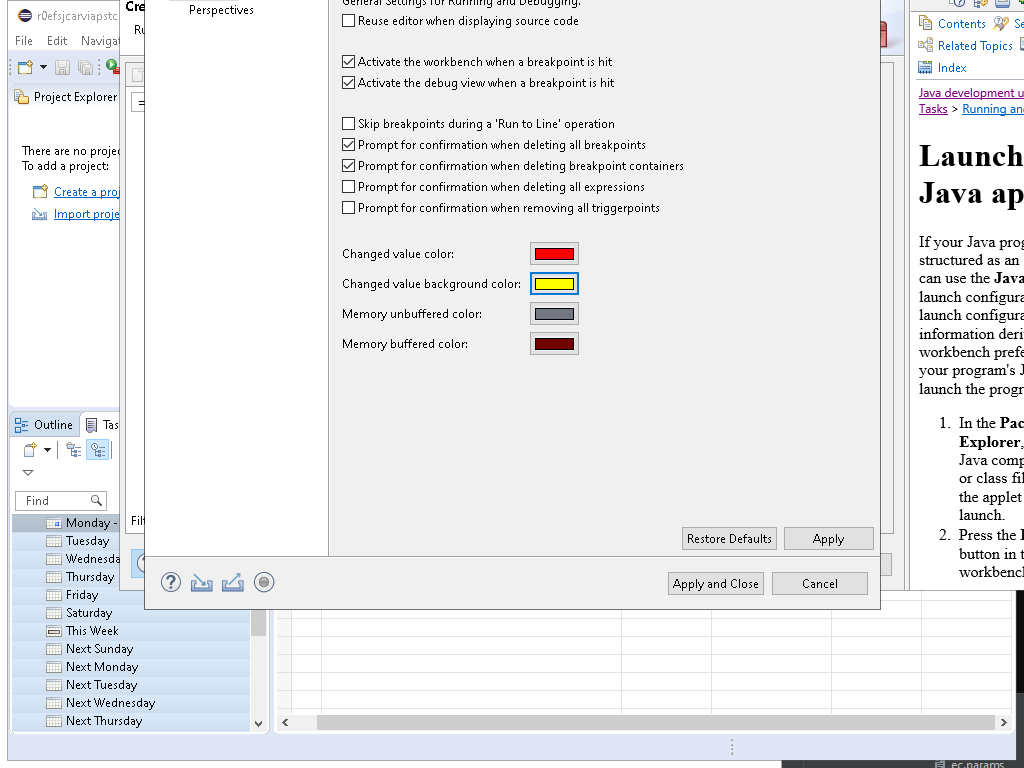 r0efsjcarviapstc
File Edit Naviga
Project Explorer
There are no proje
To add a project:
Create a proj
Import proje
Outline
Tas
Find
Monday -
Tuesday
Wednesda
Thursday
Friday
Saturday
This Week
Next Sunday
Next Monday
Next Tuesday
Next Wednesday
Next Thursday
Cre
Ru
Filt
Perspectives
General Settings for Running and Debugging.
Reuse editor when displaying source code
Activate the workbench when a breakpoint is hit
Activate the debug view when a breakpoint is hit
Skip breakpoints during a 'Run to Line' operation
Prompt for confirmation when deleting all breakpoints
Prompt for confirmation when deleting breakpoint containers
Prompt for confirmation when deleting all expressions
Prompt for confirmation when removing all triggerpoints
Changed value color:
Changed value background color:
Memory unbuffered color:
Memory buffered color:
Restore Defaults Apply
Apply and Close Cancel
Contents Se
Related Topics
Index
Java development u
Tasks > Running an
Launch
Java ap
If your Java prog
structured as an
can use the Java
launch configura
launch configura
information deri
workbench prefe
your program's J
launch the progr
1. In the Pac
Explorer,
Java comp
or class fil
the applet
launch.
2. Press the
button in t
workbencl
ec.params